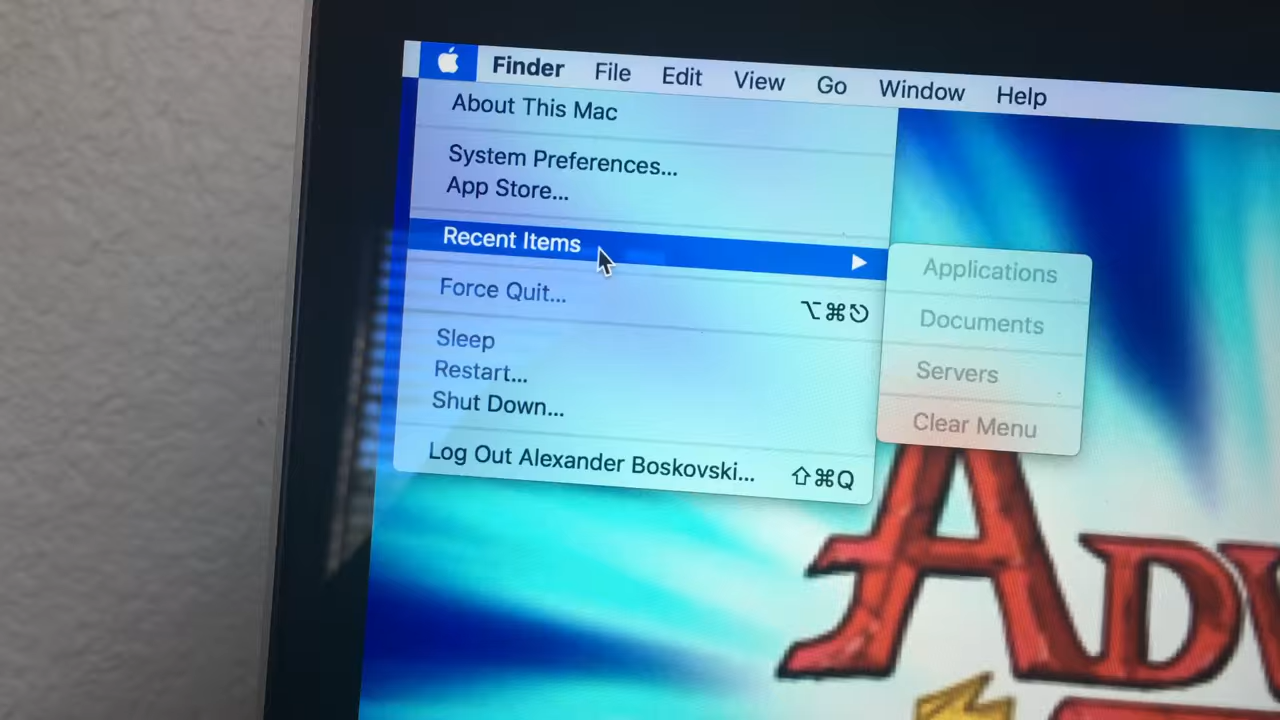 Finder File Edit View Go Window Help
About This Mac
System Preferences...
App Store...
Recent Items ▶
Force Quit... ⌥⌘⎋
Sleep
Restart...
Shut Down...
Log Out Alexander Boskovski... ⇧⌘Q
Applications
Documents
Servers
Clear Menu